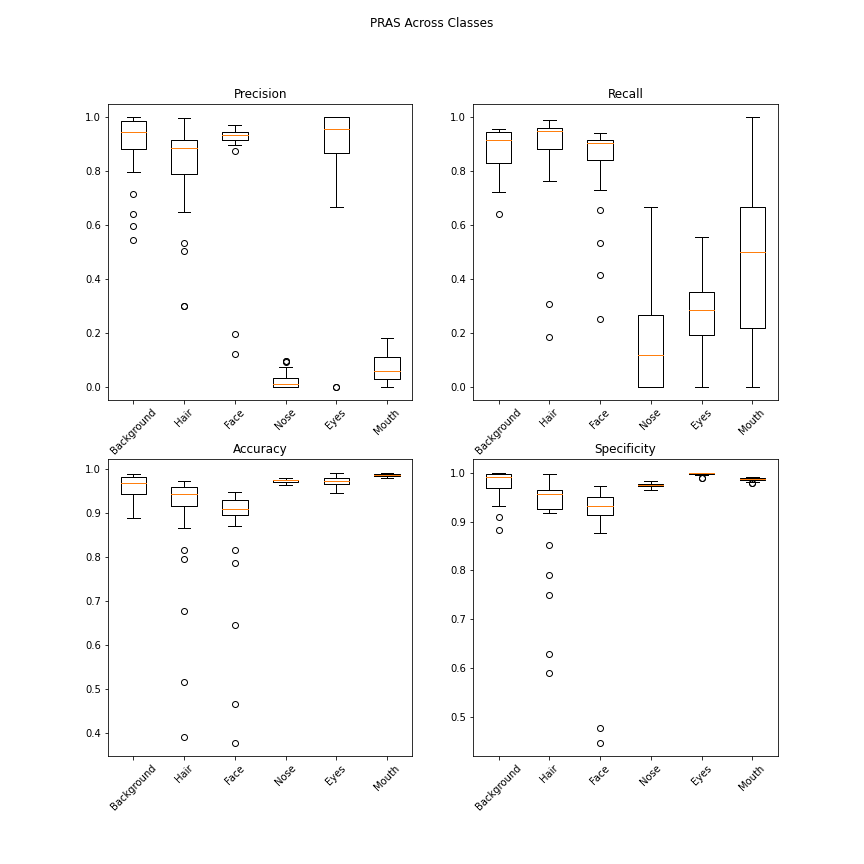 PRAS Across Classes
Precision
1.0
0.8
0.6
0.4
0.2
0.0
Background
Hair
Face
Nose
Eyes
Mouth
Recall
1.0
0.8
0.6
0.4
0.2
0.0
Background
Hair
Face
Nose
Eyes
Mouth
Accuracy
1.0
0.9
0.8
0.7
0.6
0.5
0.4
Background
Hair
Face
Nose
Eyes
Mouth
Specificity
1.0
0.9
0.8
0.7
0.6
0.5
Background
Hair
Face
Nose
Eyes
Mouth